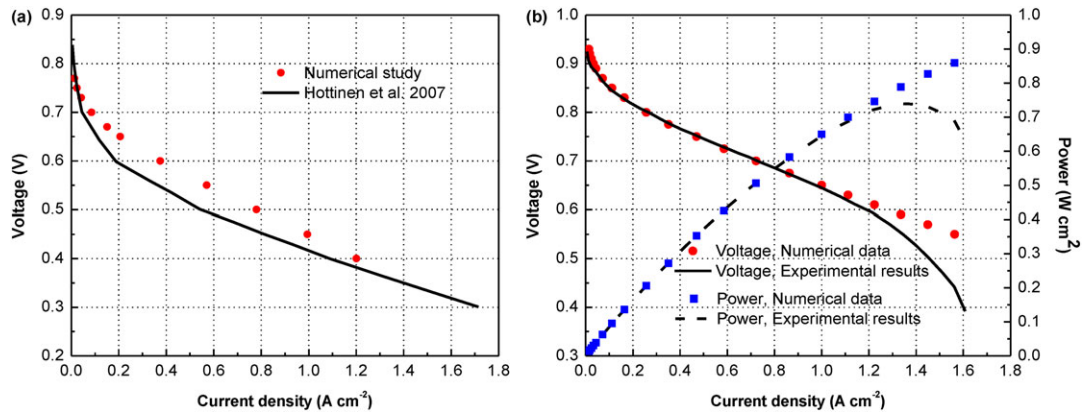 (a)
0.9
0.8
0.7
0.6
0.5
0.4
0.3
0.2
Voltage (V)
Numerical study
Hottinen et al. 2007
0.0 0.2 0.4 0.6 0.8 1.0 1.2 1.4 1.6 1.8
Current density (A cm-2)
(b)
1.0
0.9
0.8
0.7
0.6
0.5
0.4
0.3
Voltage (V)
Voltage, Numerical data
Voltage, Experimental results
Power, Numerical data
Power, Experimental results
1.0
0.9
0.8
0.7
0.6
0.5
0.4
0.3
0.2
0.1
0.0
Power (W cm2)
0.0 0.2 0.4 0.6 0.8 1.0 1.2 1.4 1.6 1.8
Current density (A cm-2)